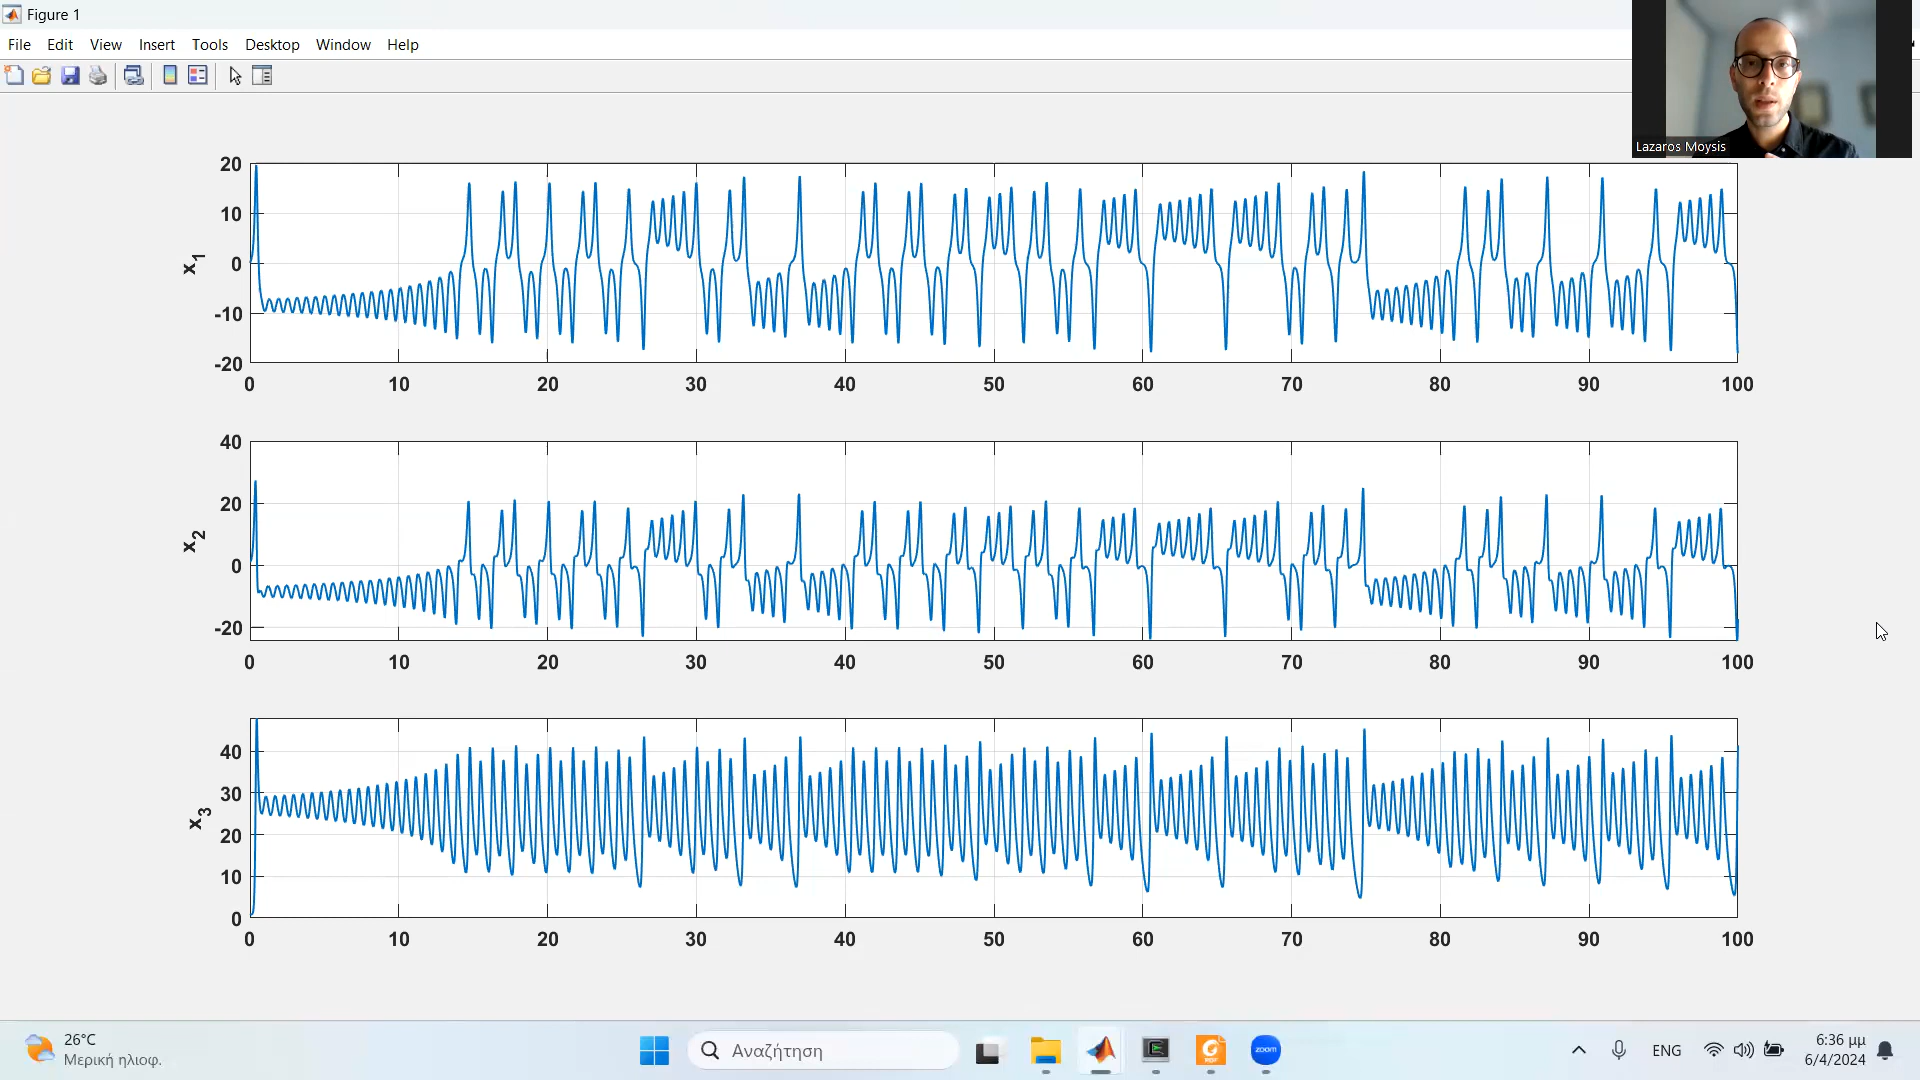 Figure 1
File Edit View Insert Tools Desktop Window Help
Lazaros Moysis
20
10
0
-10
-20
x1
0 10 20 30 40 50 60 70 80 90 100
40
20
0
-20
x2
0 10 20 30 40 50 60 70 80 90 100
40
30
20
10
0
x3
0 10 20 30 40 50 60 70 80 90 100
26°C
Μερική ηλιοφ.
Αναζήτηση
zoom
ENG
6:36 μμ
6/4/2024